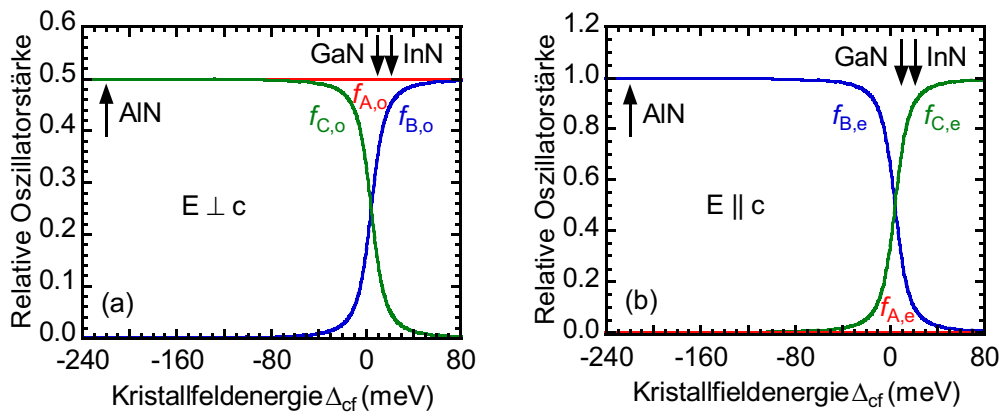 0.6
0.5
0.4
0.3
0.2
0.1
0.0
Relative Oszillatorstärke
GaN InN
f_A,o
f_C,o
f_B,o
AlN
E ⊥ c
(a)
-240 -160 -80 0 80
Kristallfeldenergie Δ_cf (meV)
1.2
1.0
0.8
0.6
0.4
0.2
0.0
Relative Oszillatorstärke
GaN InN
f_B,e
f_C,e
AlN
E || c
(b)
f_A,e
-240 -160 -80 0 80
Kristallfieldenergie Δ_cf (meV)